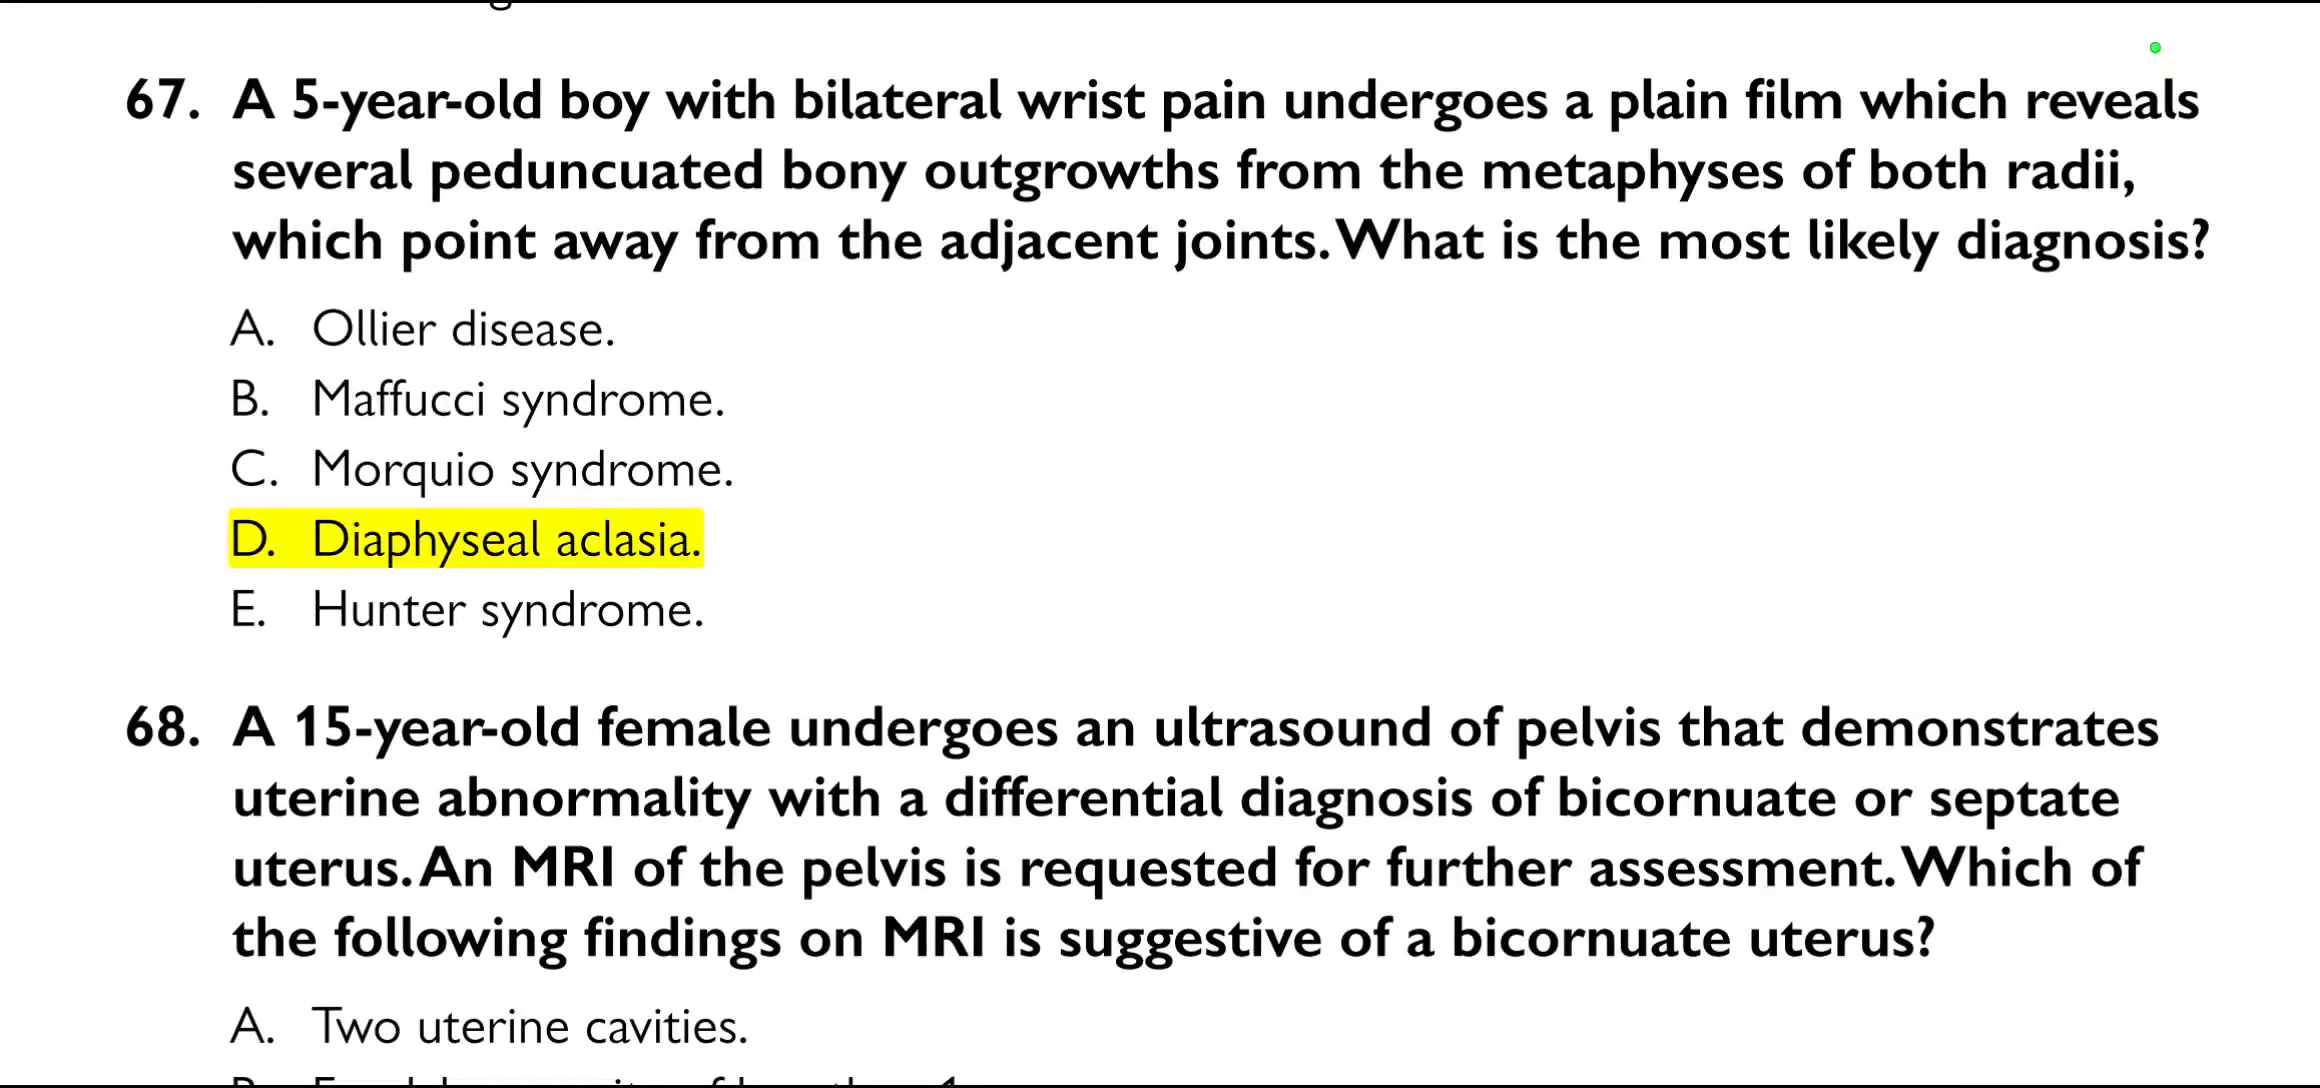 67. A 5-year-old boy with bilateral wrist pain undergoes a plain film which reveals
several peduncuated bony outgrowths from the metaphyses of both radii,
which point away from the adjacent joints. What is the most likely diagnosis?
A. Ollier disease.
B. Maffucci syndrome.
C. Morquio syndrome.
D. Diaphyseal aclasia.
E. Hunter syndrome.
68. A 15-year-old female undergoes an ultrasound of pelvis that demonstrates
uterine abnormality with a differential diagnosis of bicornuate or septate
uterus. An MRI of the pelvis is requested for further assessment. Which of
the following findings on MRI is suggestive of a bicornuate uterus?
A. Two uterine cavities.